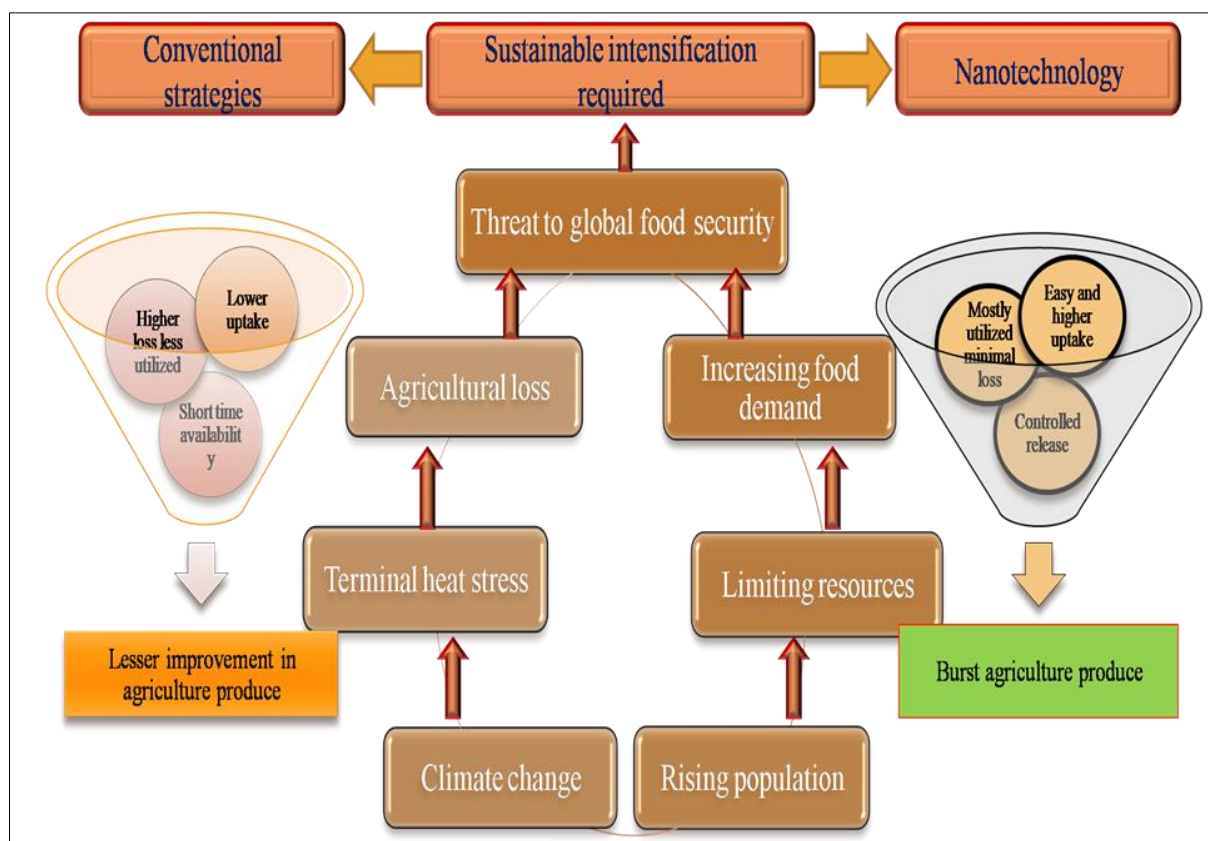 Conventional
strategies
Sustainable intensification
required
Nanotechnology
Threat to global food security
Higher
loss less
utilized
Lower
uptake
Short time
availabilit
y
Mostly
utilized
minimal
loss
Easy and
higher
uptake
Controlled
release
Agricultural loss
Increasing food
demand
Terminal heat stress
Limiting resources
Lesser improvement in
agriculture produce
Burst agriculture produce
Climate change
Rising population